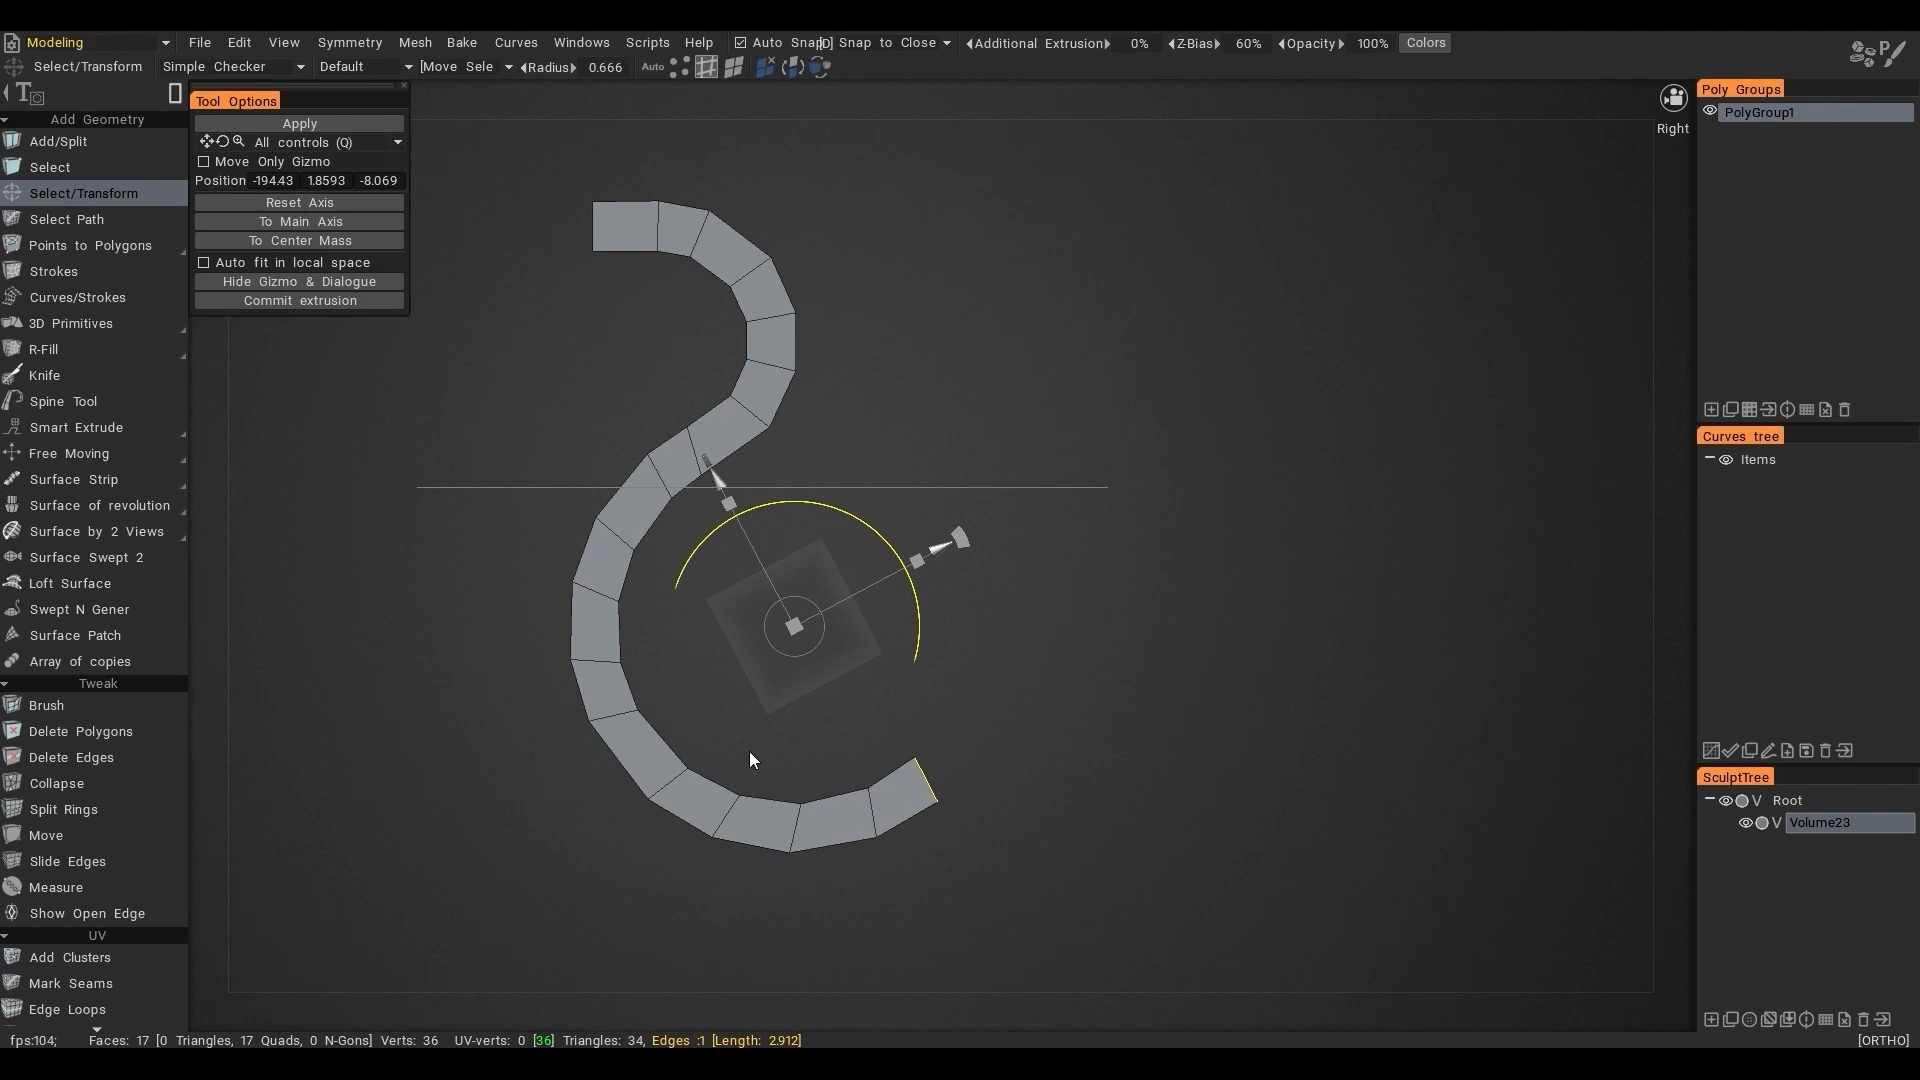 Modeling File Edit View Symmetry Mesh Bake Curves Windows Scripts Help Auto Snap [D] Snap to Close Additional Extrusion 0% Z-Bias 60% Opacity 100% Colors
Select/Transform Simple Checker Default [Move Sele Radius 0.666 Auto
Tool Options
Apply
All controls (Q)
Move Only Gizmo
Position -194.43 1.8593 -8.069
Reset Axis
To Main Axis
To Center Mass
Auto fit in local space
Hide Gizmo & Dialogue
Commit extrusion
Add Geometry
Add/Split
Select
Select/Transform
Select Path
Points to Polygons
Strokes
Curves/Strokes
3D Primitives
R-Fill
Knife
Spine Tool
Smart Extrude
Free Moving
Surface Strip
Surface of revolution
Surface by 2 Views
Surface Swept 2
Loft Surface
Swept N Gener
Surface Patch
Array of copies
Tweak
Brush
Delete Polygons
Delete Edges
Collapse
Split Rings
Move
Slide Edges
Measure
Show Open Edge
UV
Add Clusters
Mark Seams
Edge Loops
Right
Poly Groups
PolyGroup1
Curves tree
Items
SculptTree
V Root
V Volume23
fps:104; Faces: 17 [0 Triangles, 17 Quads, 0 N-Gons] Verts: 36 UV-verts: 0 [36] Triangles: 34, Edges :1 [Length: 2.912] [ORTHO]